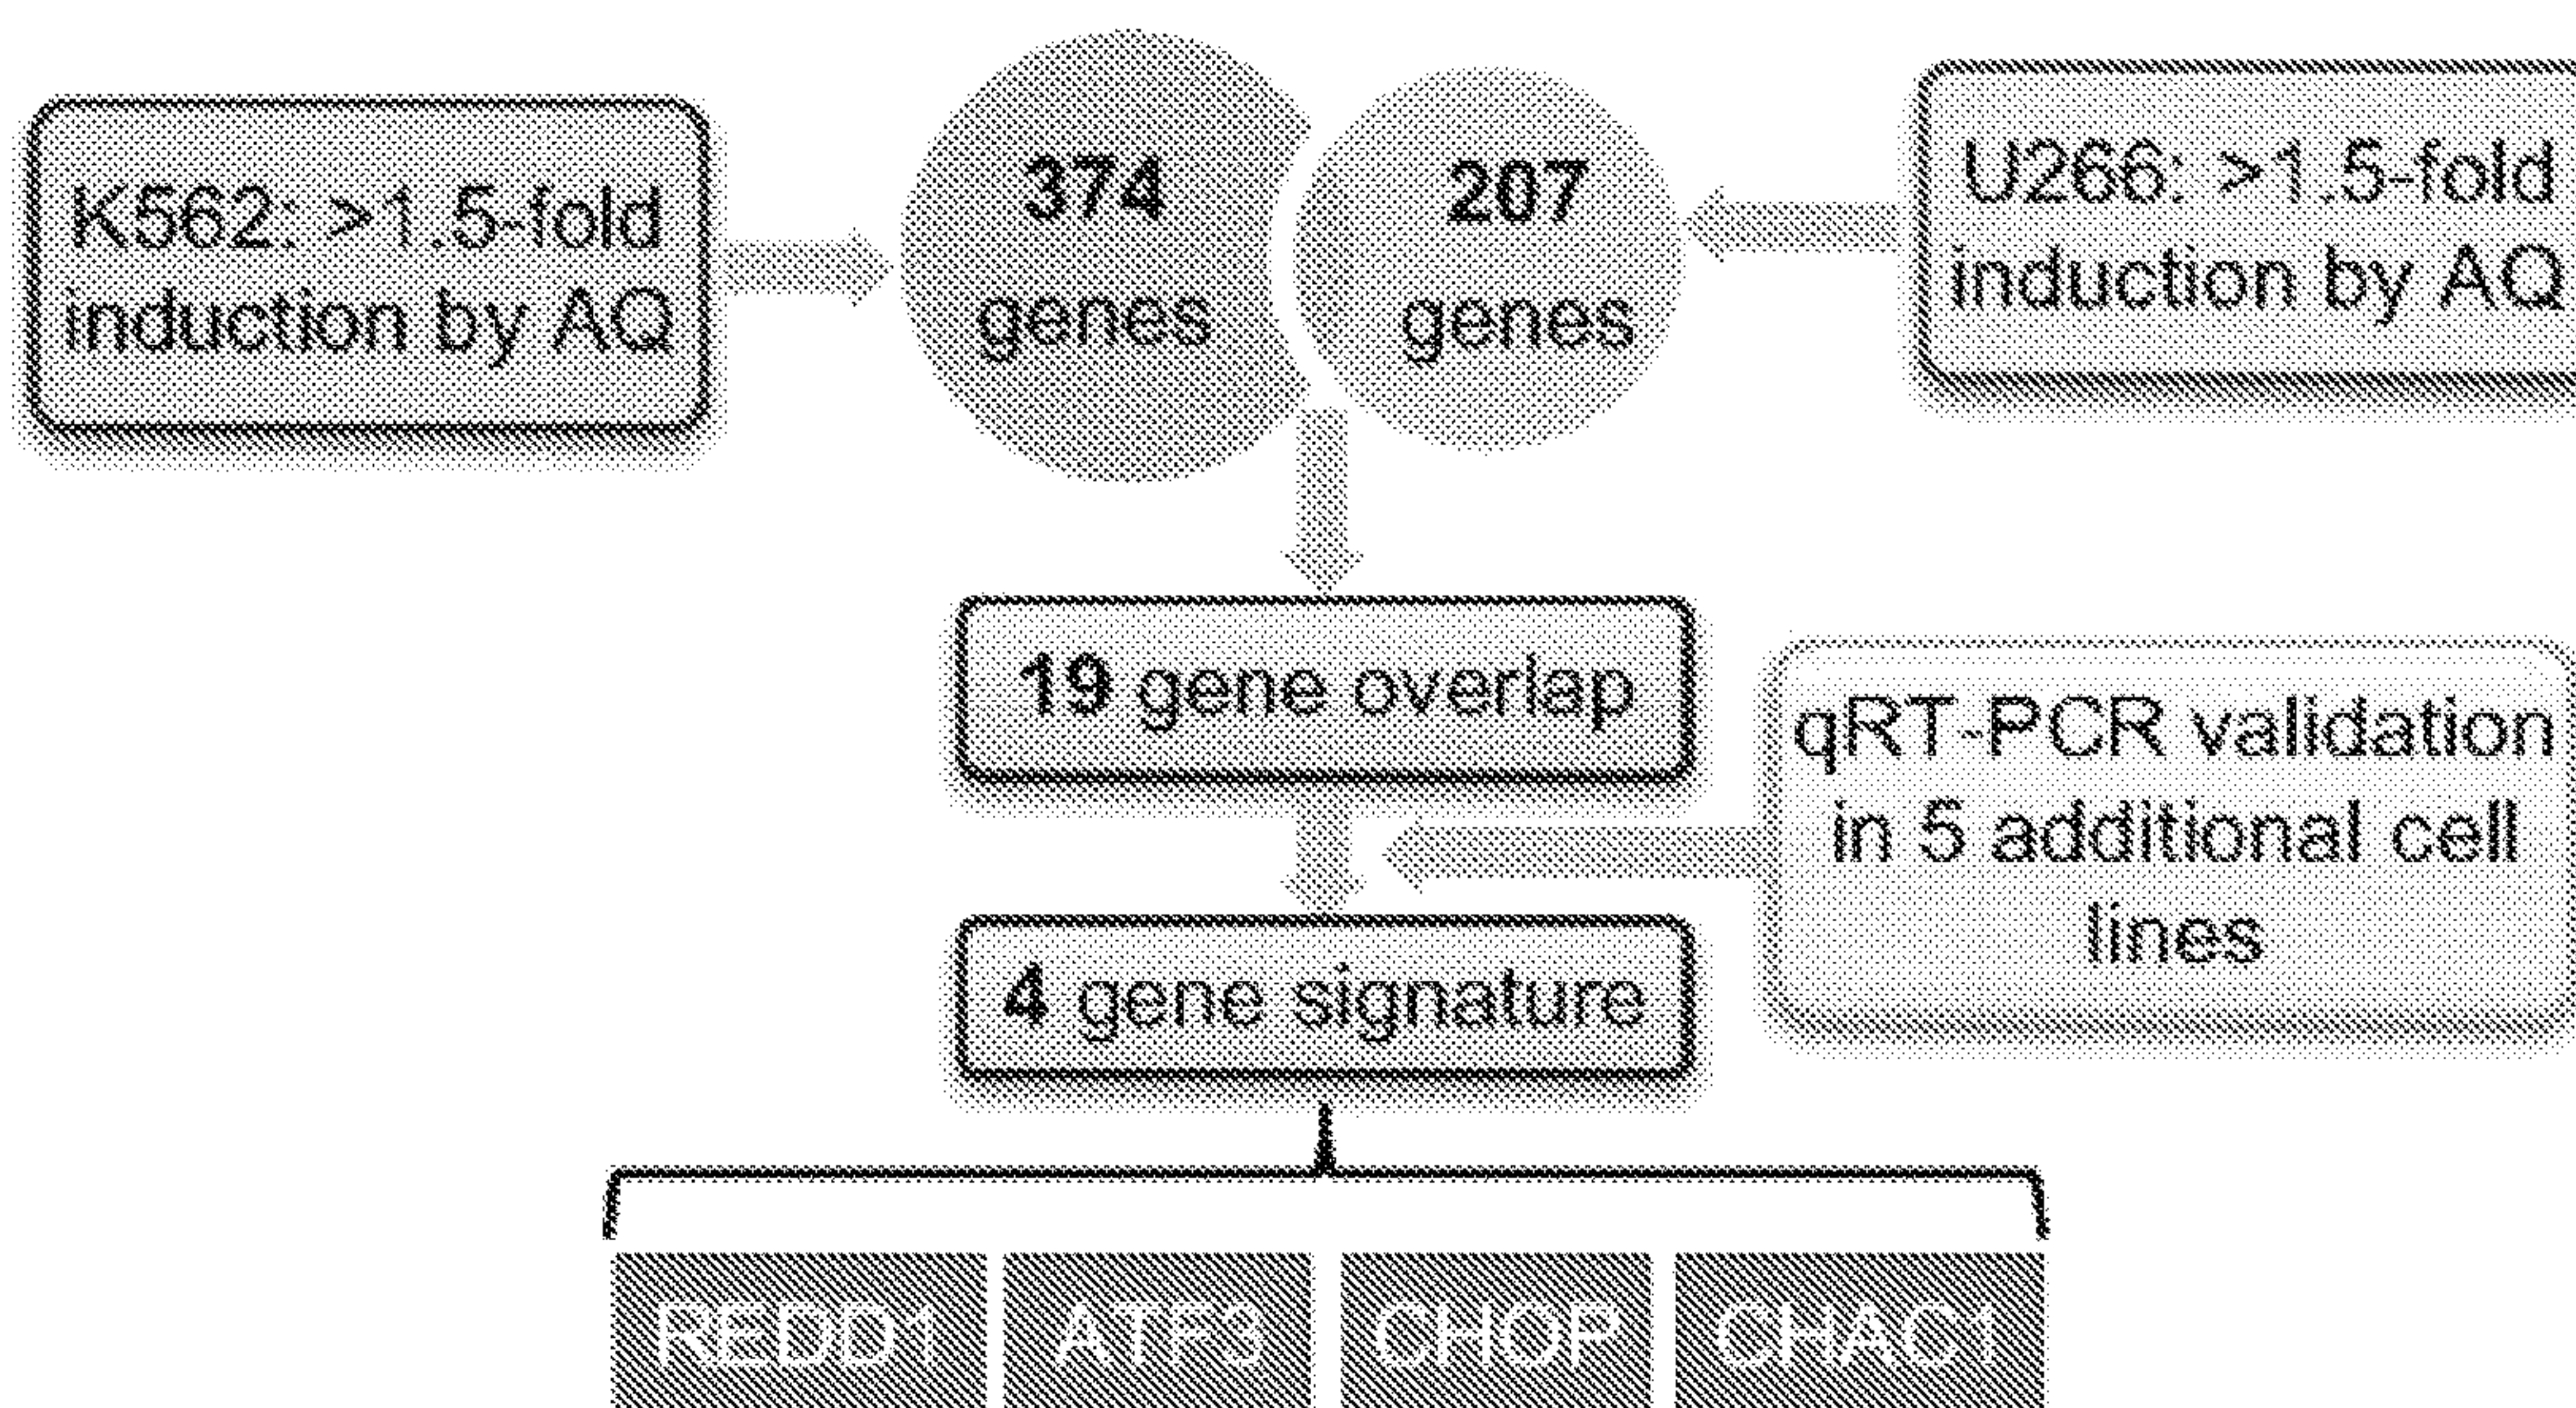 K562: >1.5-fold
induction by AQ
374
genes
207
genes
U266: >1.5-fold
induction by AQ
19 gene overlap
qRT-PCR validation
in 5 additional cell
lines
4 gene signature
REDD1
ATF3
CHOP
CHAC1